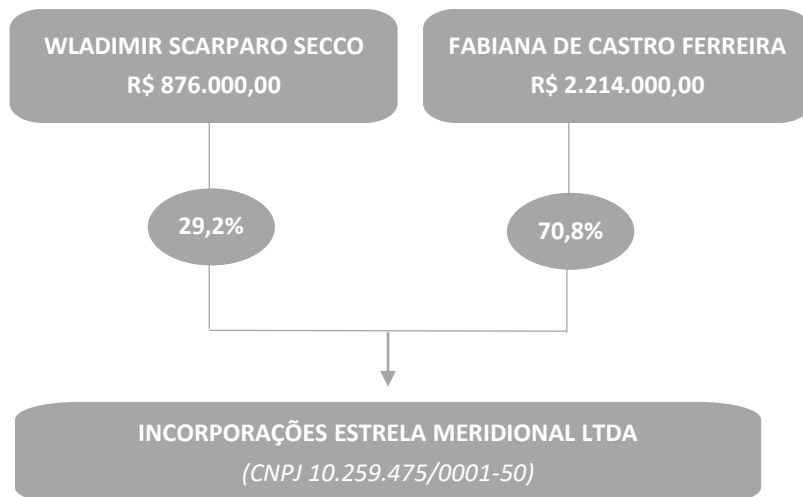 WLADIMIR SCARPARO SECCO
R$ 876.000,00
FABIANA DE CASTRO FERREIRA
R$ 2.214.000,00
29,2%
70,8%
INCORPORAÇÕES ESTRELA MERIDIONAL LTDA
(CNPJ 10.259.475/0001-50)